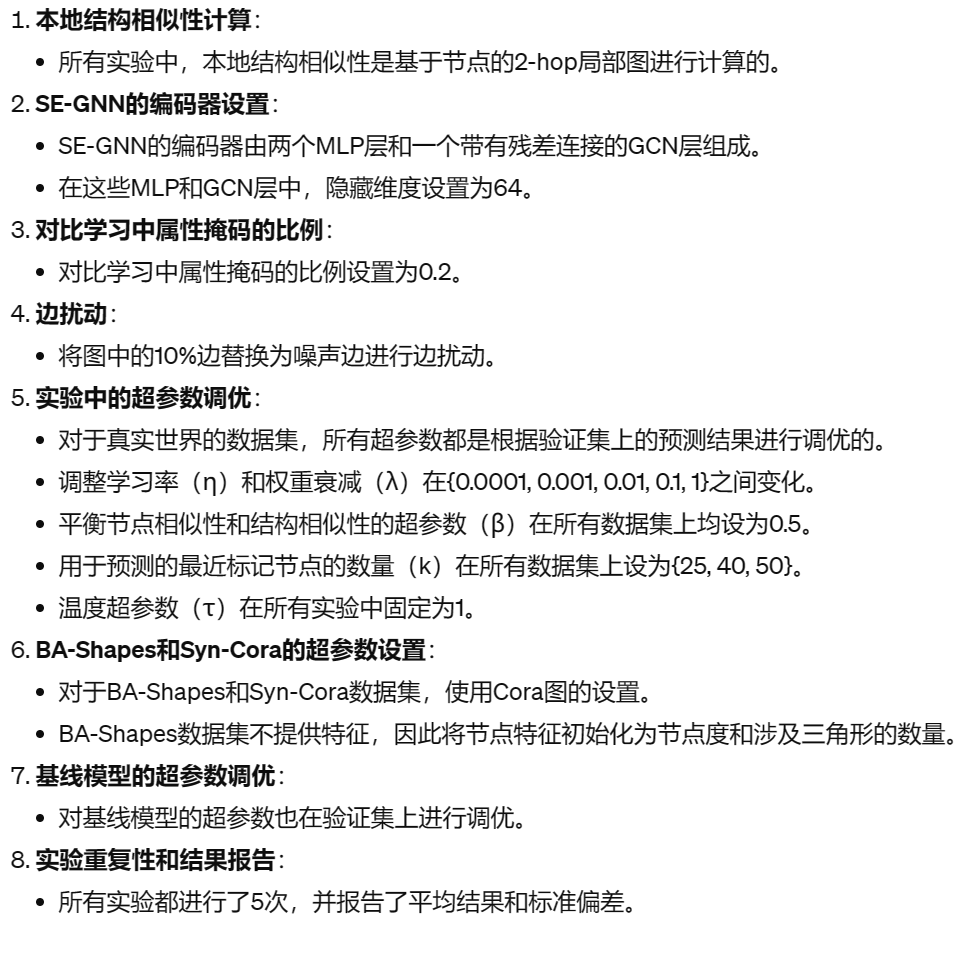 1. 本地结构相似性计算：
• 所有实验中，本地结构相似性是基于节点的2-hop局部图进行计算的。
2. SE-GNN的编码器设置：
• SE-GNN的编码器由两个MLP层和一个带有残差连接的GCN层组成。
• 在这些MLP和GCN层中，隐藏维度设置为64。
3. 对比学习中属性掩码的比例：
• 对比学习中属性掩码的比例设置为0.2。
4. 边扰动：
• 将图中的10%边替换为噪声边进行边扰动。
5. 实验中的超参数调优：
• 对于真实世界的数据集，所有超参数都是根据验证集上的预测结果进行调优的。
• 调整学习率（η）和权重衰减（λ）在{0.0001, 0.001, 0.01, 0.1, 1}之间变化。
• 平衡节点相似性和结构相似性的超参数（β）在所有数据集上均设为0.5。
• 用于预测的最近标记节点的数量（k）在所有数据集上设为{25, 40, 50}。
• 温度超参数（τ）在所有实验中固定为1。
6. BA-Shapes和Syn-Cora的超参数设置：
• 对于BA-Shapes和Syn-Cora数据集，使用Cora图的设置。
• BA-Shapes数据集不提供特征，因此将节点特征初始化为节点度和涉及三角形的数量。
7. 基线模型的超参数调优：
• 对基线模型的超参数也在验证集上进行调优。
8. 实验重复性和结果报告：
• 所有实验都进行了5次，并报告了平均结果和标准偏差。